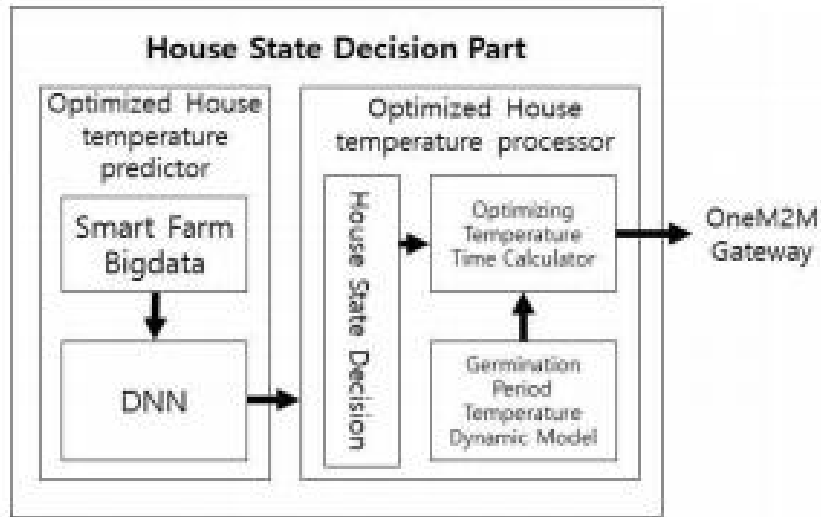 House State Decision Part
Optimized House
temperature
predictor
Smart Farm
Bigdata
DNN
Optimized House
temperature processor
House State Decision
Optimizing
Temperature
Time Calculator
Germination
Period
Temperature
Dynamic Model
OneM2M
Gateway